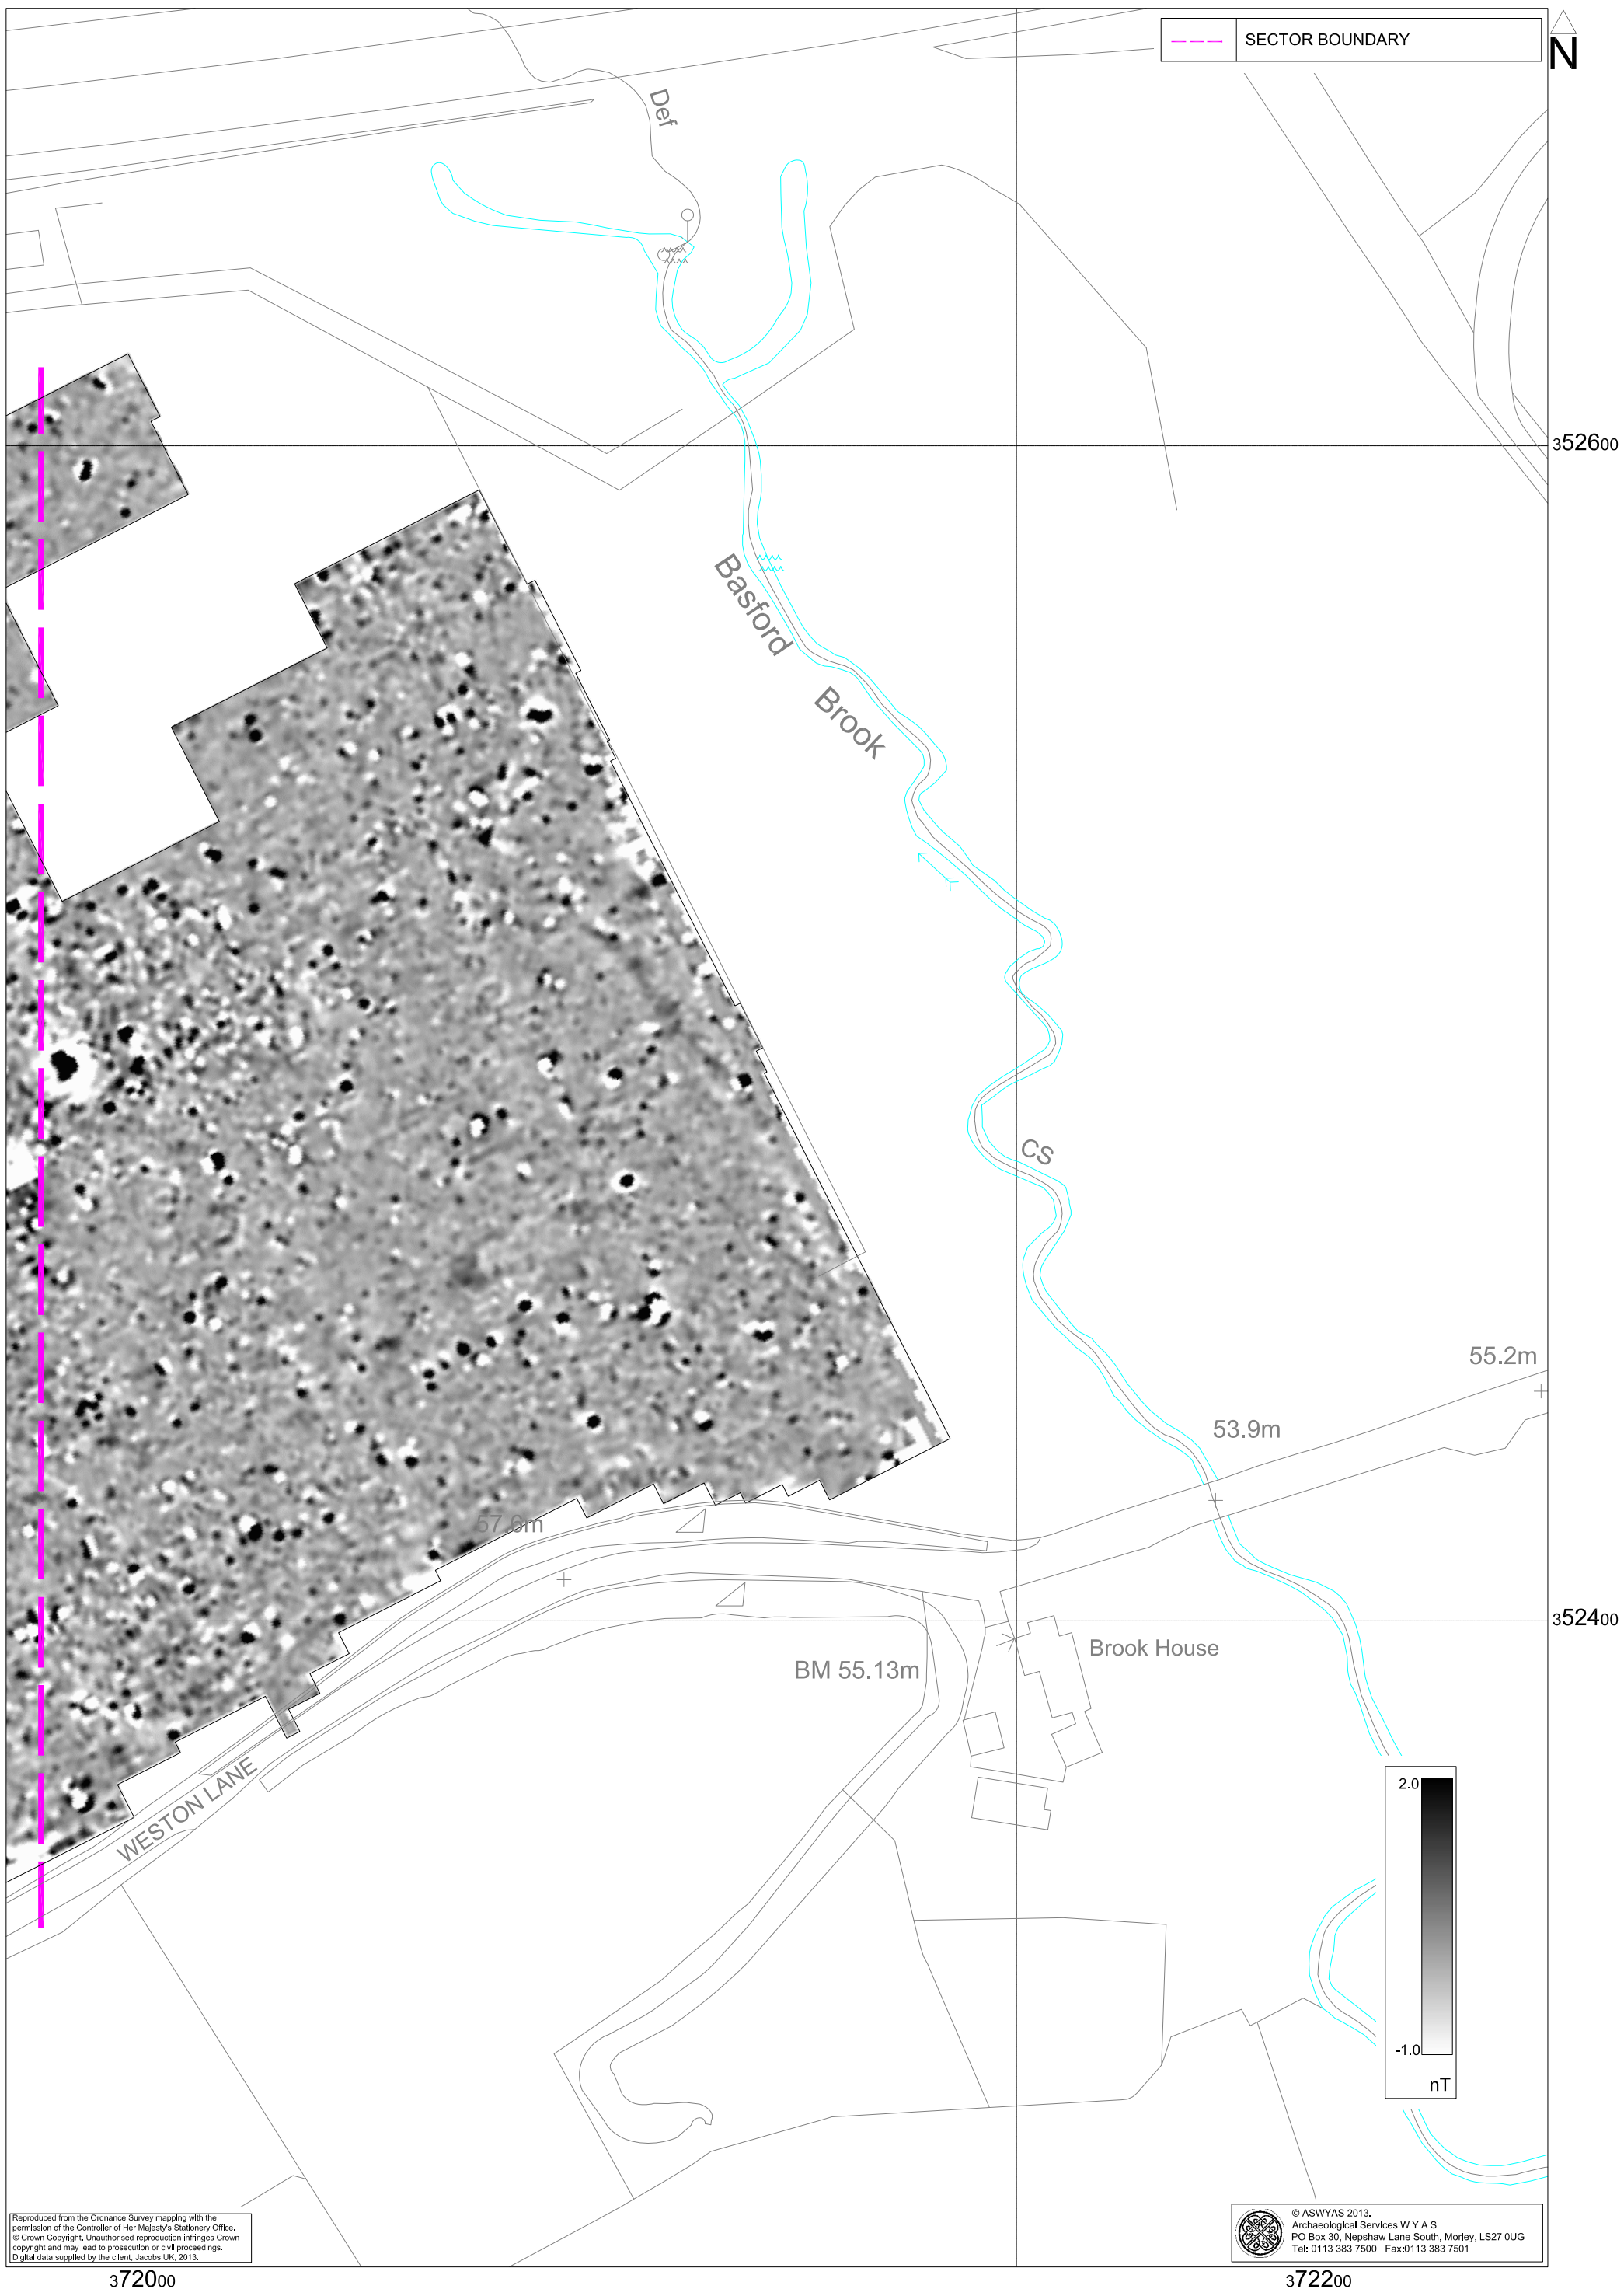 SECTOR BOUNDARY
N
Def
352600
Basford
Brook
CS
55.2m
53.9m
57.6m
352400
Brook House
BM 55.13m
WESTON LANE
2.0
-1.0
nT
Reproduced from the Ordnance Survey mapping with the
permission of the Controller of Her Majesty's Stationery Office.
© Crown Copyright. Unauthorised reproduction infringes Crown
copyright and may lead to prosecution or civil proceedings.
Digital data supplied by the client, Jacobs UK, 2013.
© ASWYAS 2013.
Archaeological Services W Y A S
PO Box 30, Nepshaw Lane South, Morley, LS27 0UG
Tel: 0113 383 7500 Fax:0113 383 7501
372000
372200